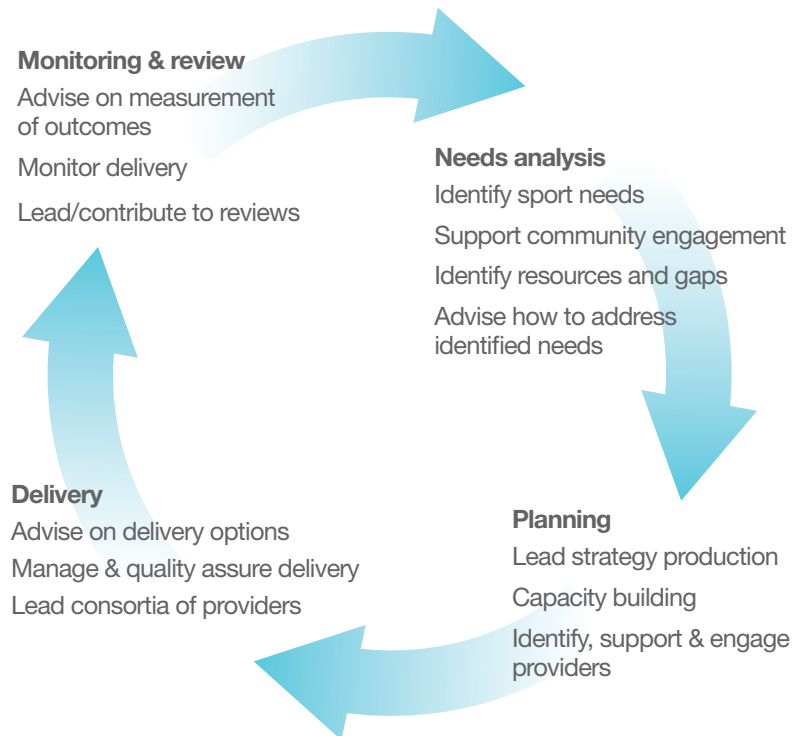 Monitoring & review
Advise on measurement
of outcomes
Monitor delivery
Lead/contribute to reviews
Needs analysis
Identify sport needs
Support community engagement
Identify resources and gaps
Advise how to address
identified needs
Planning
Lead strategy production
Capacity building
Identify, support & engage
providers
Delivery
Advise on delivery options
Manage & quality assure delivery
Lead consortia of providers